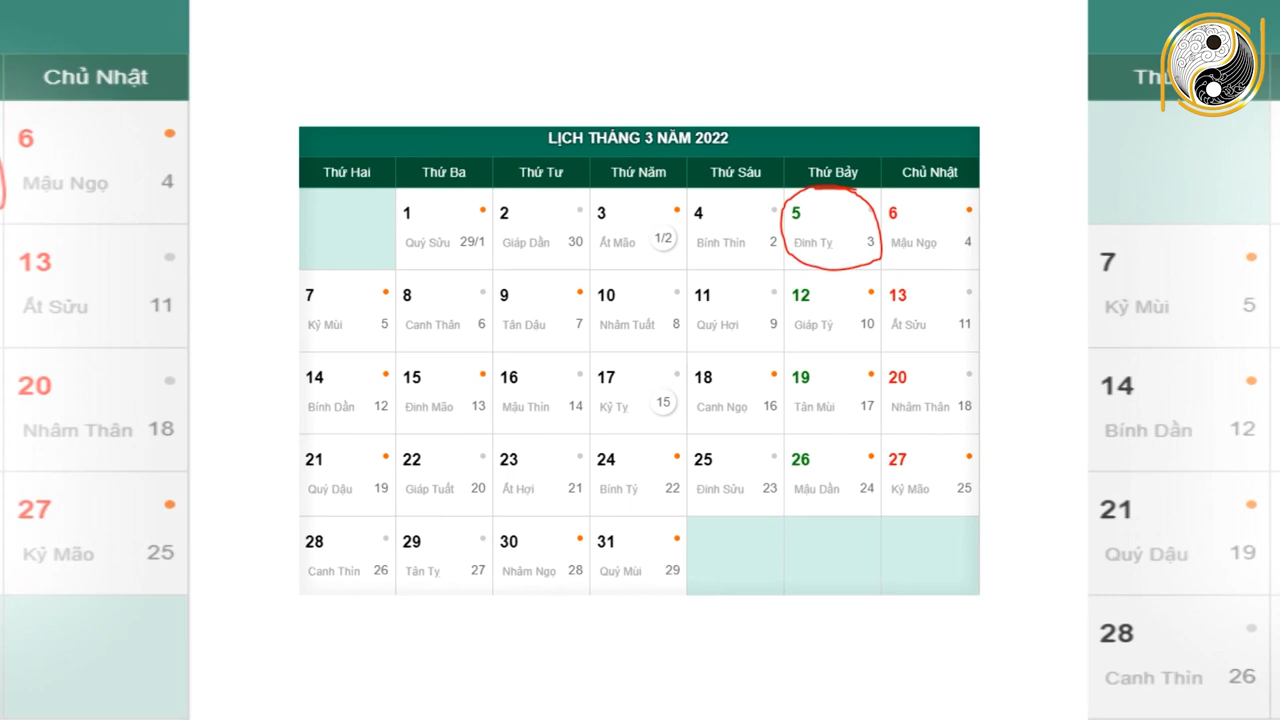 Chủ Nhật
6
Mậu Ngọ 4
13
Ất Sửu 11
20
Nhâm Thân 18
27
Kỷ Mão 25
LỊCH THÁNG 3 NĂM 2022
Thứ Hai Thứ Ba Thứ Tư Thứ Năm Thứ Sáu Thứ Bảy Chủ Nhật
1 2 3 4 5 6
Quý Sửu 29/1 Giáp Dần 30 Ất Mão 1/2 Bính Thìn 2 Đinh Tỵ 3 Mậu Ngọ 4
7 8 9 10 11 12 13
Kỷ Mùi 5 Canh Thân 6 Tân Dậu 7 Nhâm Tuất 8 Quý Hợi 9 Giáp Tý 10 Ất Sửu 11
14 15 16 17 18 19 20
Bính Dần 12 Đinh Mão 13 Mậu Thìn 14 Kỷ Tỵ 15 Canh Ngọ 16 Tân Mùi 17 Nhâm Thân 18
21 22 23 24 25 26 27
Quý Dậu 19 Giáp Tuất 20 Ất Hợi 21 Bính Tý 22 Đinh Sửu 23 Mậu Dần 24 Kỷ Mão 25
28 29 30 31
Canh Thìn 26 Tân Tỵ 27 Nhâm Ngọ 28 Quý Mùi 29
7
Kỷ Mùi 5
14
Bính Dần 12
21
Quý Dậu 19
28
Canh Thìn 26